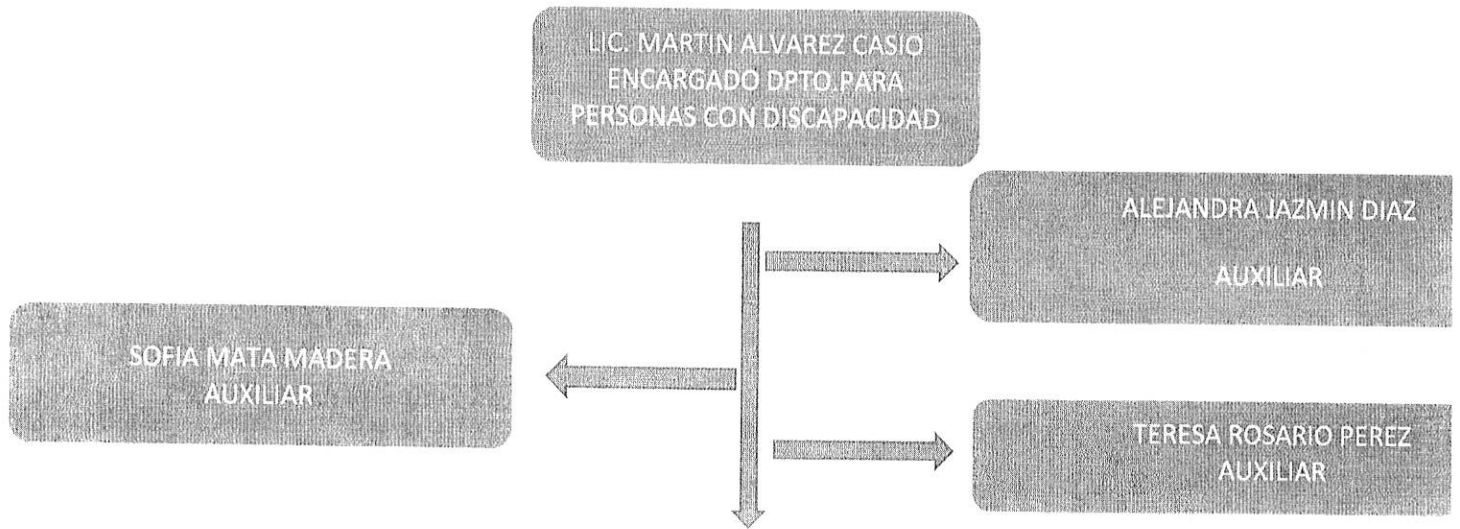 LIC. MARTIN ALVAREZ CASIO
ENCARGADO DPTO.PARA
PERSONAS CON DISCAPACIDAD
ALEJANDRA JAZMIN DIAZ
AUXILIAR
SOFIA MATA MADERA
AUXILIAR
TERESA ROSARIO PEREZ
AUXILIAR